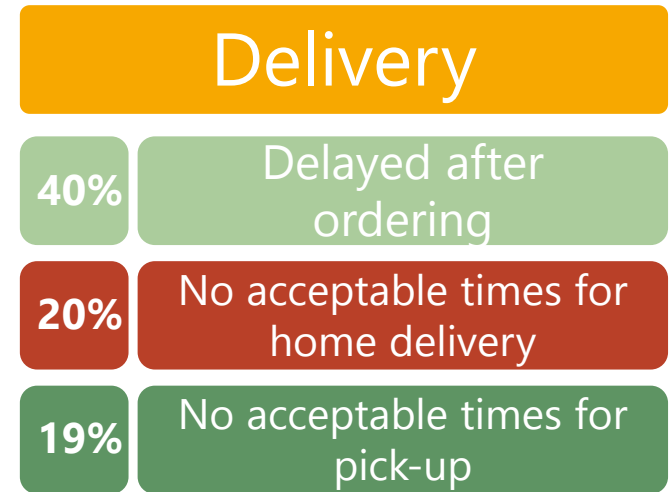 Delivery
40%
Delayed after
ordering
20%
No acceptable times for
home delivery
19%
No acceptable times for
pick-up